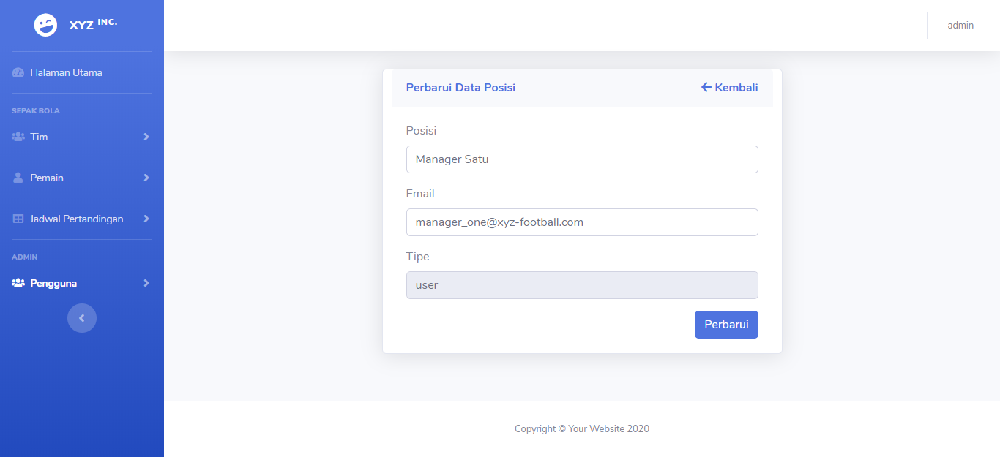 XYZ INC.
Halaman Utama
SEPAK BOLA
Tim
Pemain
Jadwal Pertandingan
ADMIN
Pengguna
admin
Perbarui Data Posisi
Kembali
Posisi
Manager Satu
Email
manager_one@xyz-football.com
Tipe
user
Perbarui
Copyright © Your Website 2020